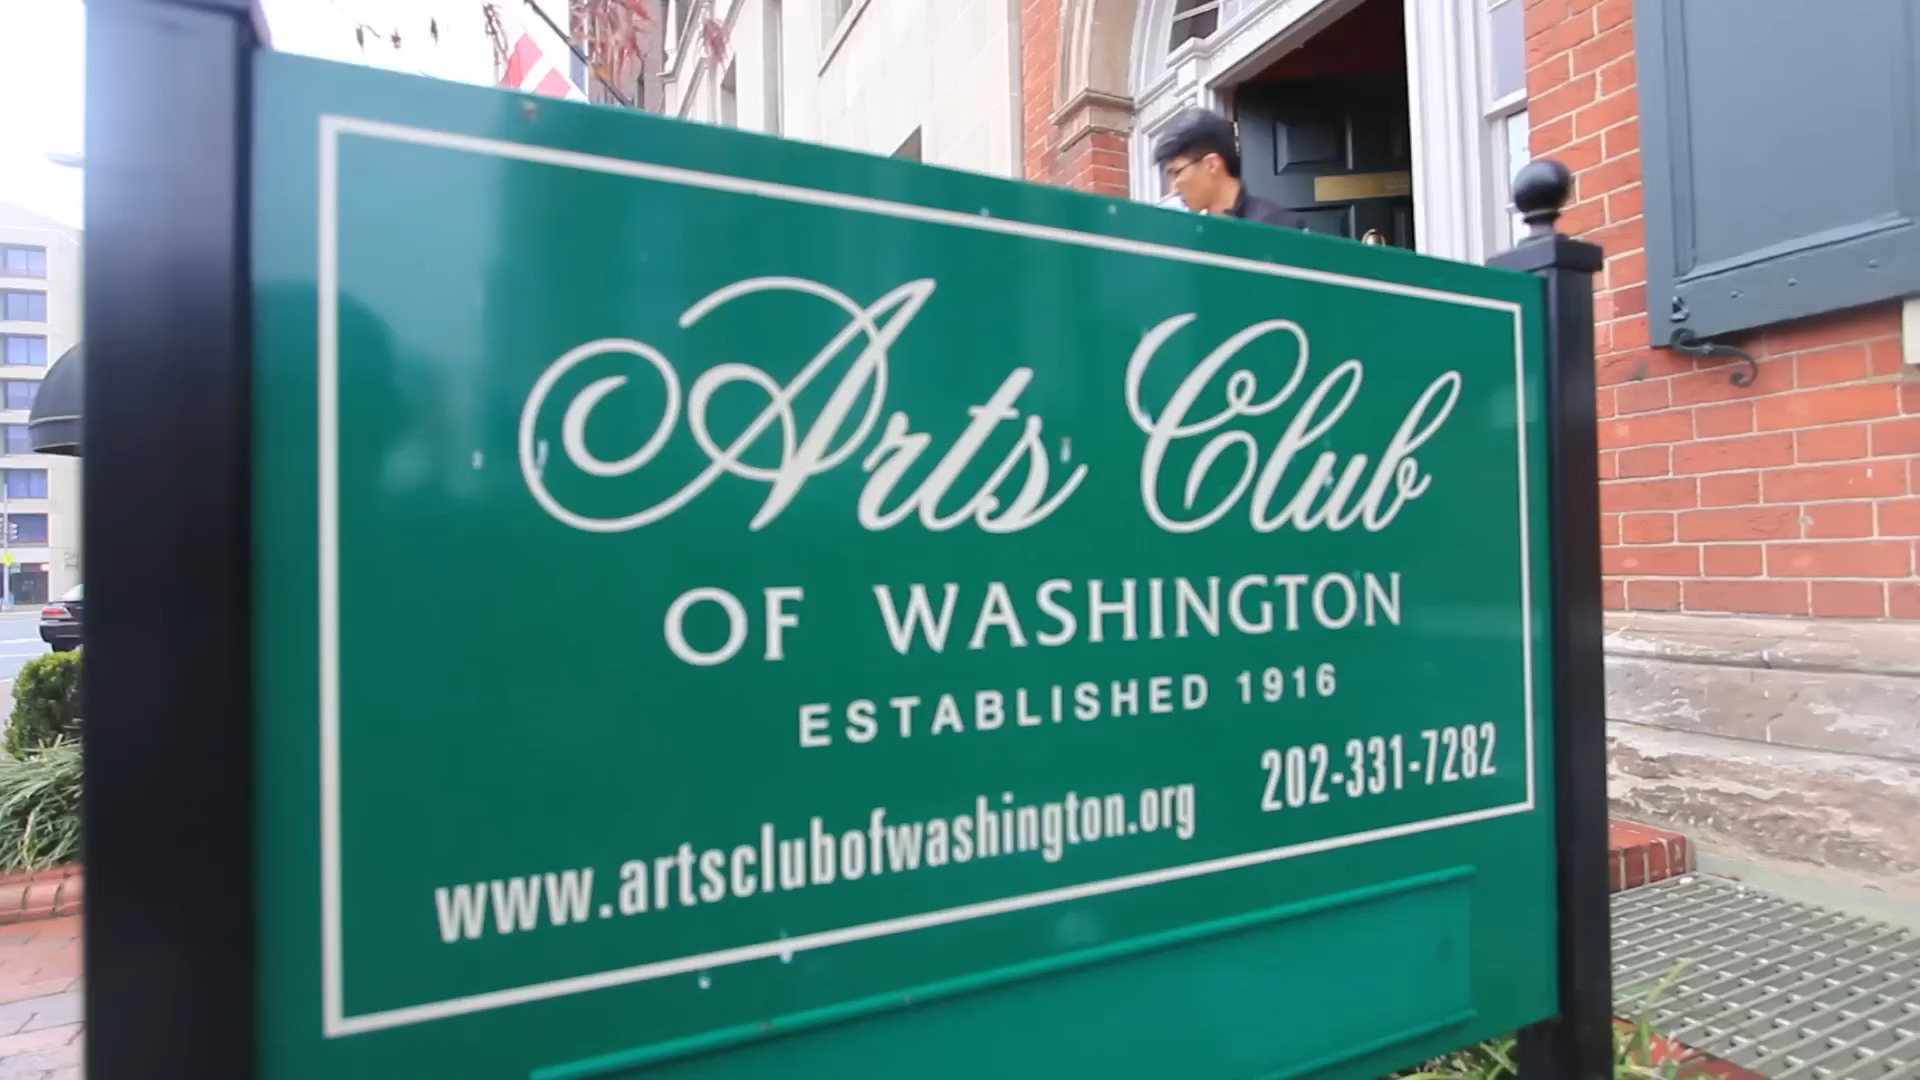 Arts Club
OF WASHINGTON
ESTABLISHED 1916
202-331-7282
www.artsclubofwashington.org